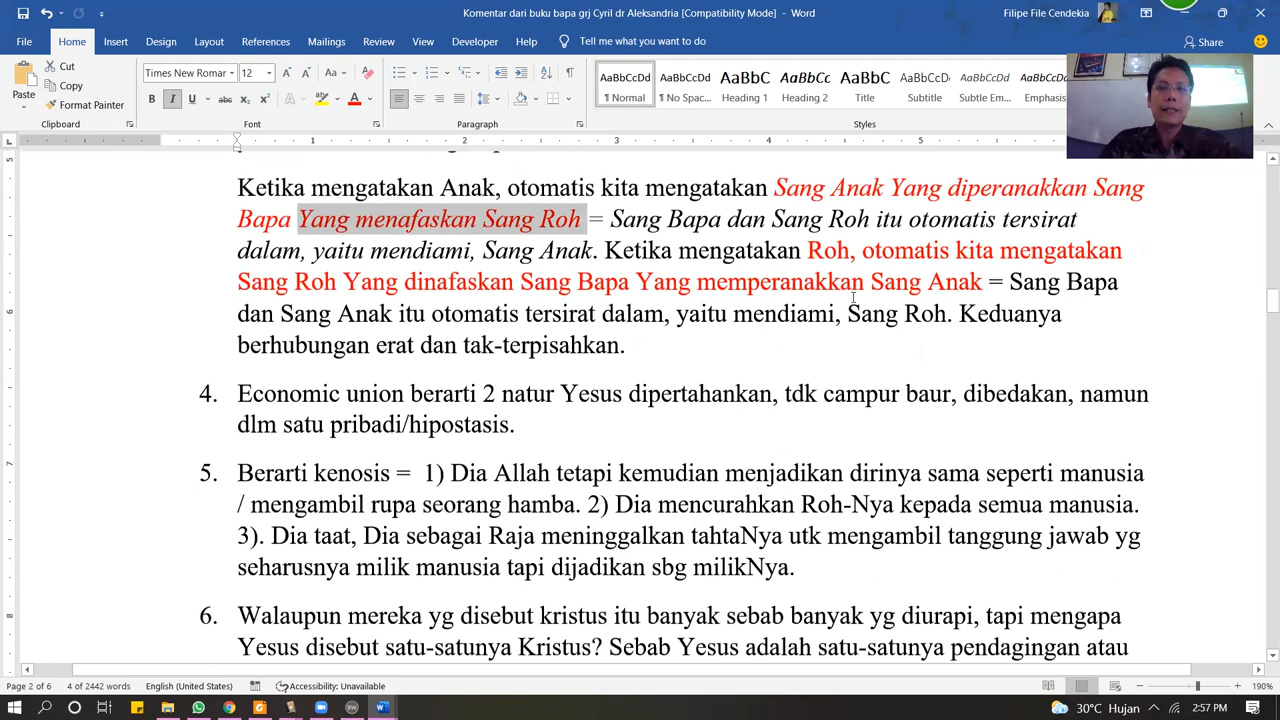 Komentar dari buku bapa grj Cyril dr Aleksandria [Compatibility Mode] - Word
Filipe File Cendekia
File Home Insert Design Layout References Mailings Review View Developer Help Tell me what you want to do Share
Cut
Copy
Format Painter
Paste
Times New Romar 12
AaBbCcDd AaBbCcDd AaBbC AaBbCc AaBbC AaBbCcDd AaBbCcDd
¶ Normal ¶ No Spac... Heading 1 Heading 2 Title Subtitle Subtle Em... Emphasis
Clipboard Font Paragraph Styles
1 2 3 4 5
Ketika mengatakan Anak, otomatis kita mengatakan Sang Anak Yang diperanakkan Sang
Bapa Yang menafaskan Sang Roh = Sang Bapa dan Sang Roh itu otomatis tersirat
dalam, yaitu mendiami, Sang Anak. Ketika mengatakan Roh, otomatis kita mengatakan
Sang Roh Yang dinafaskan Sang Bapa Yang memperanakkan Sang Anak = Sang Bapa
dan Sang Anak itu otomatis tersirat dalam, yaitu mendiami, Sang Roh. Keduanya
berhubungan erat dan tak-terpisahkan.
4. Economic union berarti 2 natur Yesus dipertahankan, tdk campur baur, dibedakan, namun
dlm satu pribadi/hipostasis.
5. Berarti kenosis = 1) Dia Allah tetapi kemudian menjadikan dirinya sama seperti manusia
/ mengambil rupa seorang hamba. 2) Dia mencurahkan Roh-Nya kepada semua manusia.
3). Dia taat, Dia sebagai Raja meninggalkan tahtaNya utk mengambil tanggung jawab yg
seharusnya milik manusia tapi dijadikan sbg milikNya.
6. Walaupun mereka yg disebut kristus itu banyak sebab banyak yg diurapi, tapi mengapa
Yesus disebut satu-satunya Kristus? Sebab Yesus adalah satu-satunya pendagingan atau
Page 2 of 6 4 of 2442 words English (United States) Accessibility: Unavailable 190%
30°C Hujan 2:57 PM